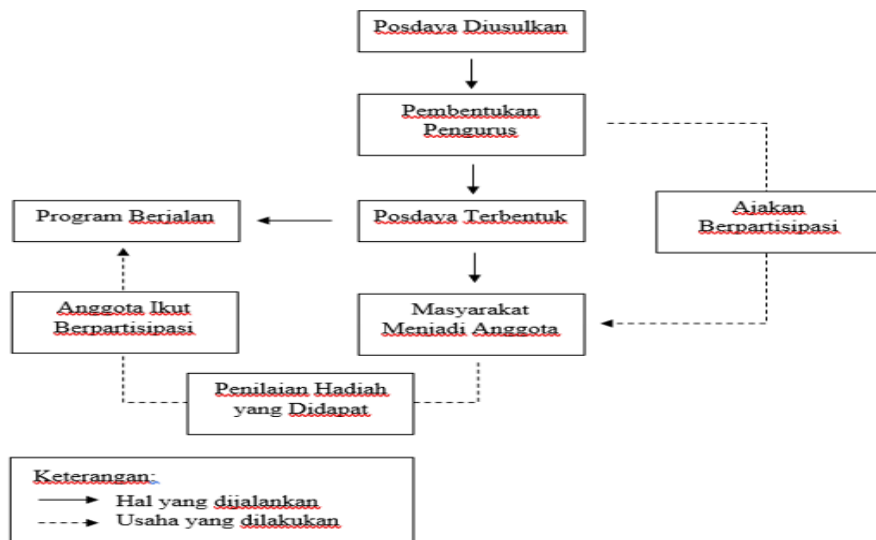 Posdaya Diusulkan
Pembentukan
Pengurus
Program Berjalan
Posdaya Terbentuk
Ajakan
Berpartisipasi
Anggota Ikut
Berpartisipasi
Masyarakat
Menjadi Anggota
Penilaian Hadiah
yang Didapat
Keterangan:
Hal yang dijalankan
Usaha yang dilakukan